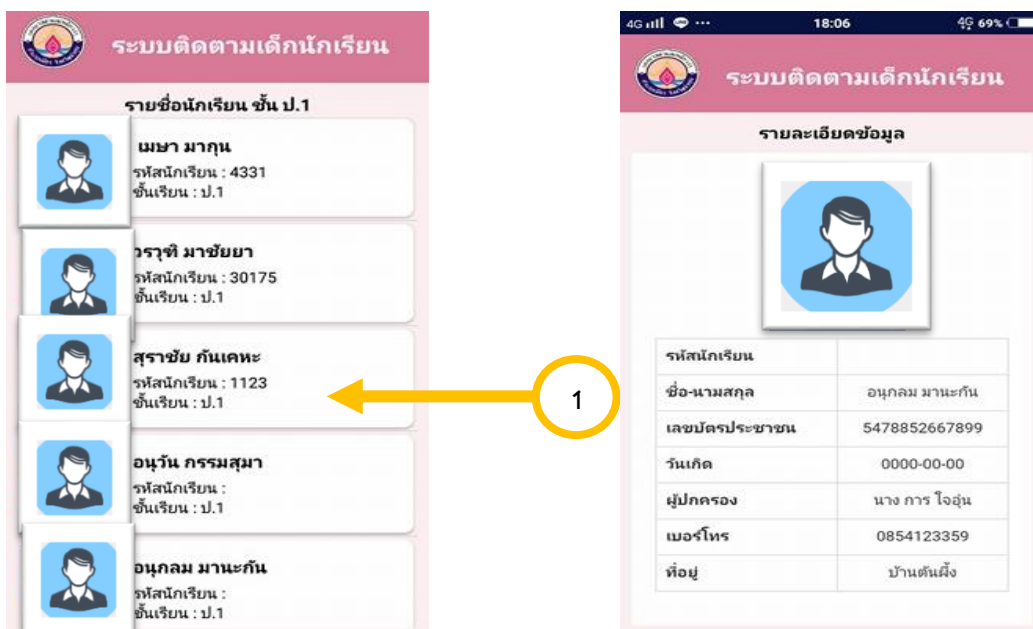 ระบบติดตามเด็กนักเรียน
รายชื่อนักเรียน ชั้น ป.1
เมษา มากุน
รหัสนักเรียน : 4331
ชั้นเรียน : ป.1
วรวุฑิ มาชัยยา
รหัสนักเรียน : 30175
ชั้นเรียน : ป.1
สุราชัย กันเคหะ
รหัสนักเรียน : 1123
ชั้นเรียน : ป.1
อนุวัน กรรมสุมา
รหัสนักเรียน :
ชั้นเรียน : ป.1
อนุกลม มานะกัน
รหัสนักเรียน :
ชั้นเรียน : ป.1
1
4G 18:06 4G 69%
ระบบติดตามเด็กนักเรียน
รายละเอียดข้อมูล
รหัสนักเรียน
ชื่อ-นามสกุล อนุกลม มานะกัน
เลขบัตรประชาชน 5478852667899
วันเกิด 0000-00-00
ผู้ปกครอง นาง การ ใจอุ่น
เบอร์โทร 0854123359
ที่อยู่ บ้านต้นผึ้ง